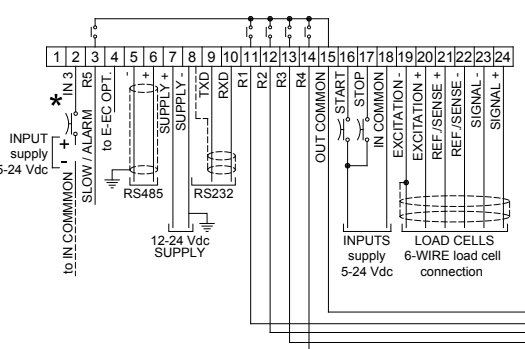 1 2 3 4 5 6 7 8 9 10 11 12 13 14 15 16 17 18 19 20 21 22 23 24
IN 3
R5
to E-EC OPT.
-
+
SUPPLY +
SUPPLY -
TXD
RXD
R1
R2
R3
R4
OUT COMMON
START
STOP
IN COMMON
EXCITATION -
EXCITATION +
REF./SENSE +
REF./SENSE -
SIGNAL -
SIGNAL +
*
INPUT
supply
5-24 Vdc
+
-
to IN COMMMON
SLOW / ALARM
RS485
RS232
12-24 Vdc
SUPPLY
INPUTS
supply
5-24 Vdc
LOAD CELLS
6-WIRE load cell
connection